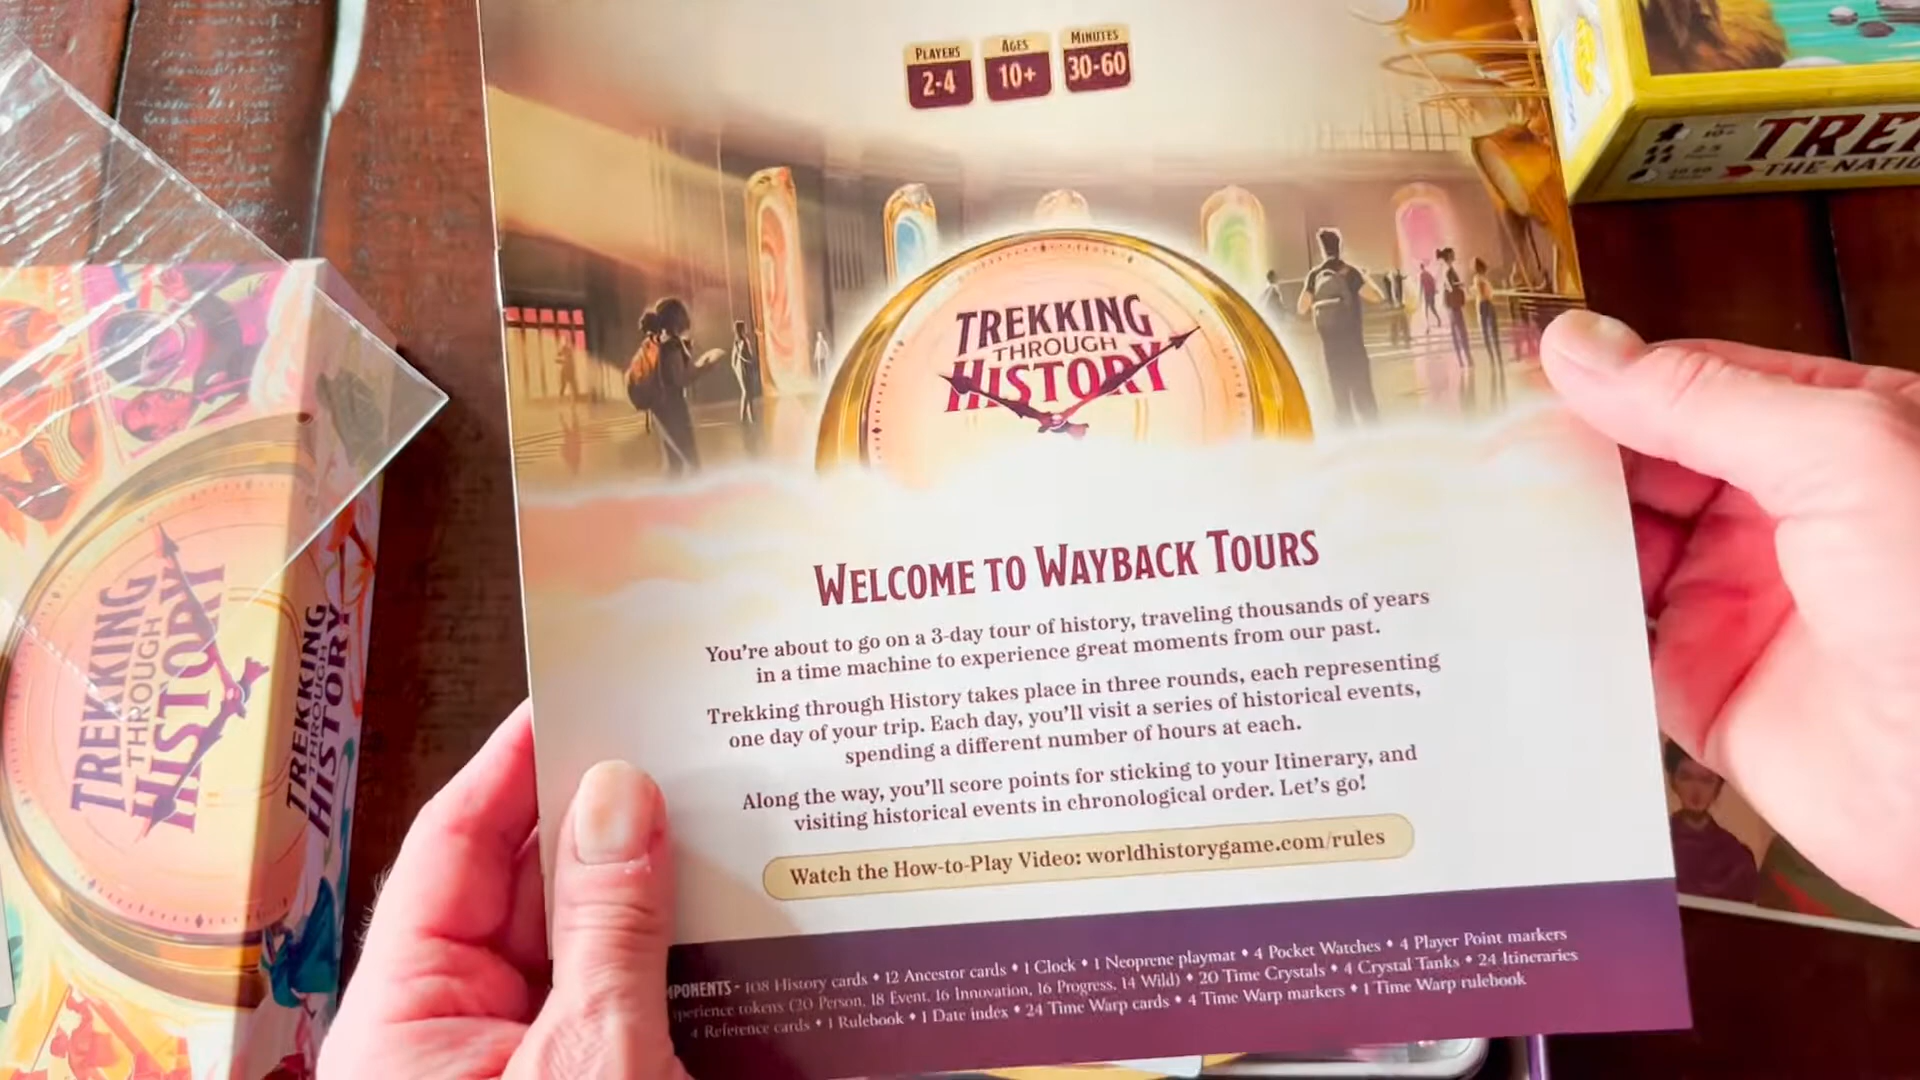 PLAYERS
2-4
AGES
10+
MINUTES
30-60
TREKKING
THROUGH
HISTORY
WELCOME TO WAYBACK TOURS
You're about to go on a 3-day tour of history, traveling thousands of years
in a time machine to experience great moments from our past.
Trekking through History takes place in three rounds, each representing
one day of your trip. Each day, you'll visit a series of historical events,
spending a different number of hours at each.
Along the way, you'll score points for sticking to your Itinerary, and
visiting historical events in chronological order. Let's go!
Watch the How-to-Play Video: worldhistorygame.com/rules
PONENTS - 108 History cards • 12 Ancestor cards • 1 Clock • 1 Neoprene playmat • 4 Pocket Watches • 4 Player Point markers
perience tokens (20 Person, 18 Event, 16 Innovation, 16 Progress, 14 Wild) • 20 Time Crystals • 4 Crystal Tanks • 24 Itineraries
4 Reference cards • 1 Rulebook • 1 Date index • 24 Time Warp cards • 4 Time Warp markers • 1 Time Warp rulebook
TREKKING
THROUGH
HISTORY
TREKKING
THROUGH
HISTORY
TRE
THE NATIO